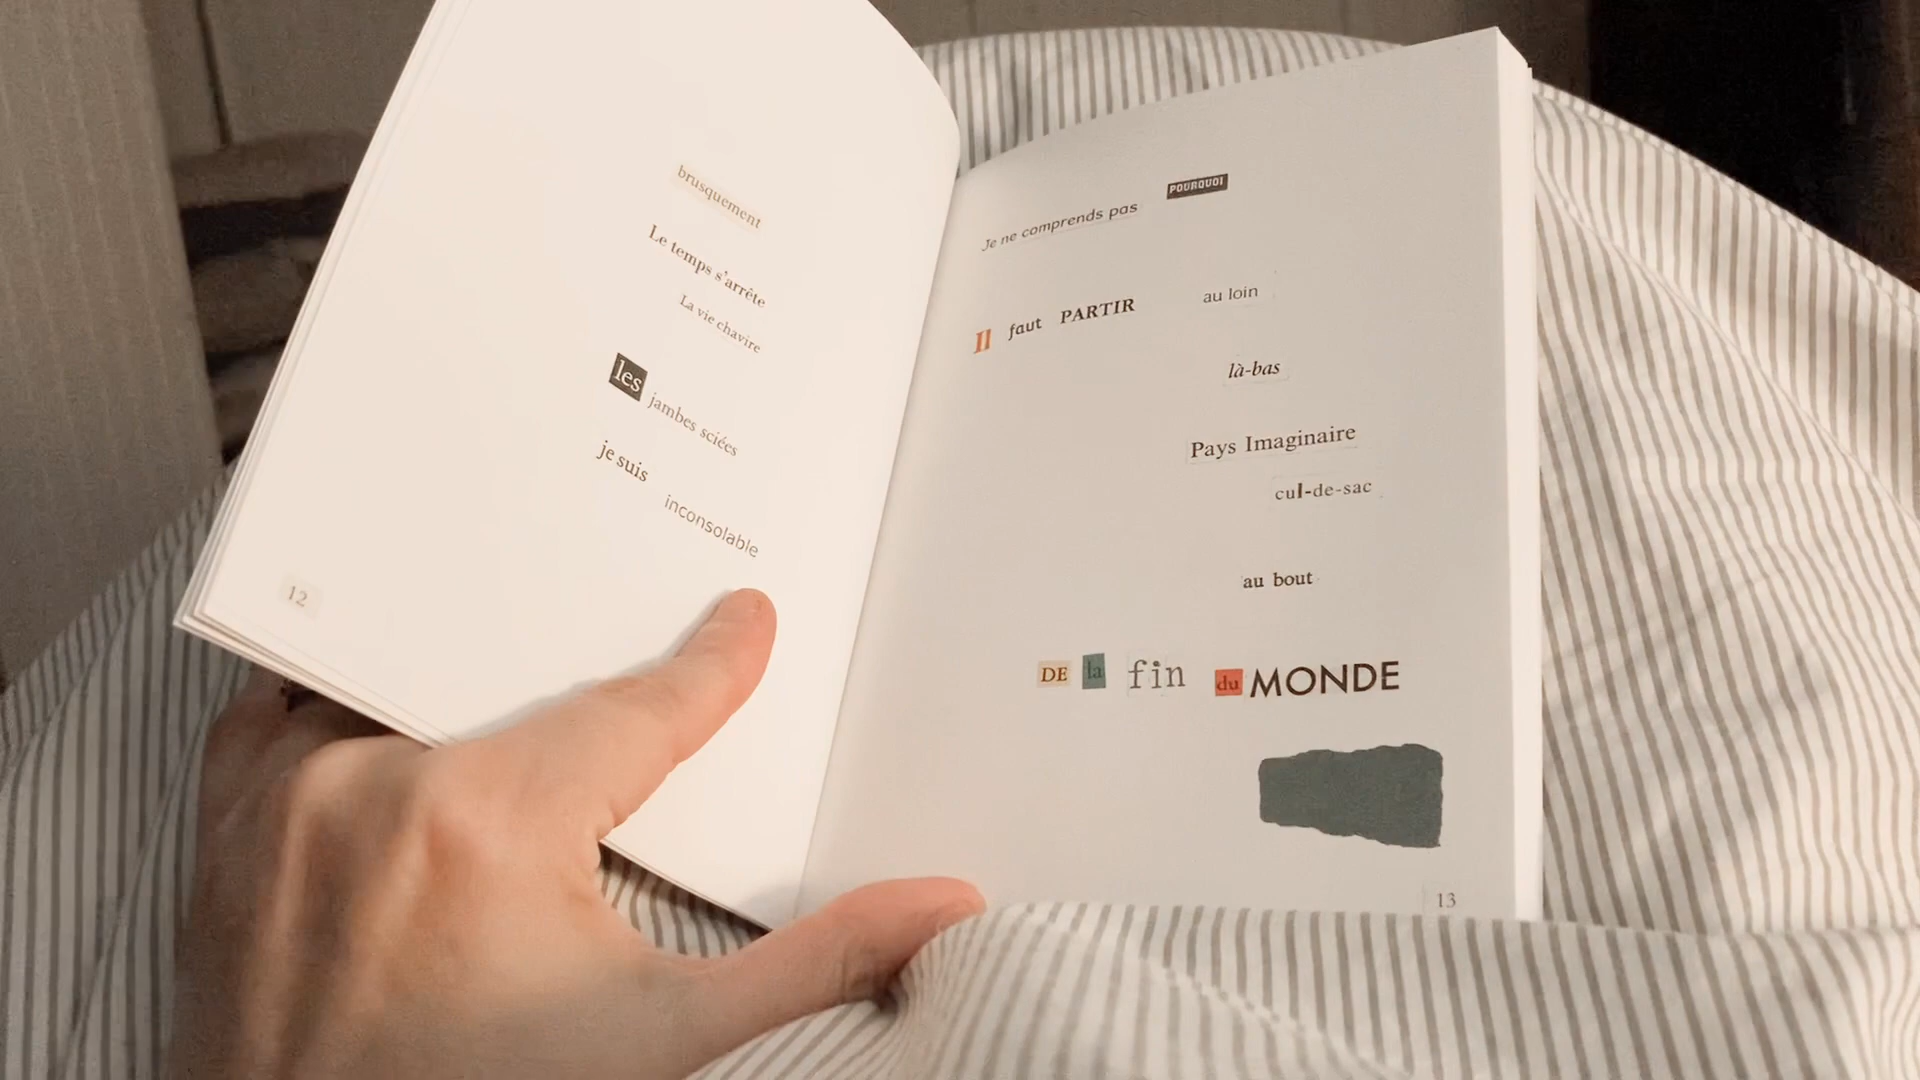 brusquement
Le temps s'arrête
La vie chavire
les jambes sciées
je suis
inconsolable
12
Je ne comprends pas POURQUOI
Il faut PARTIR au loin
là-bas
Pays Imaginaire
cul-de-sac
au bout
DE la fin du MONDE
13